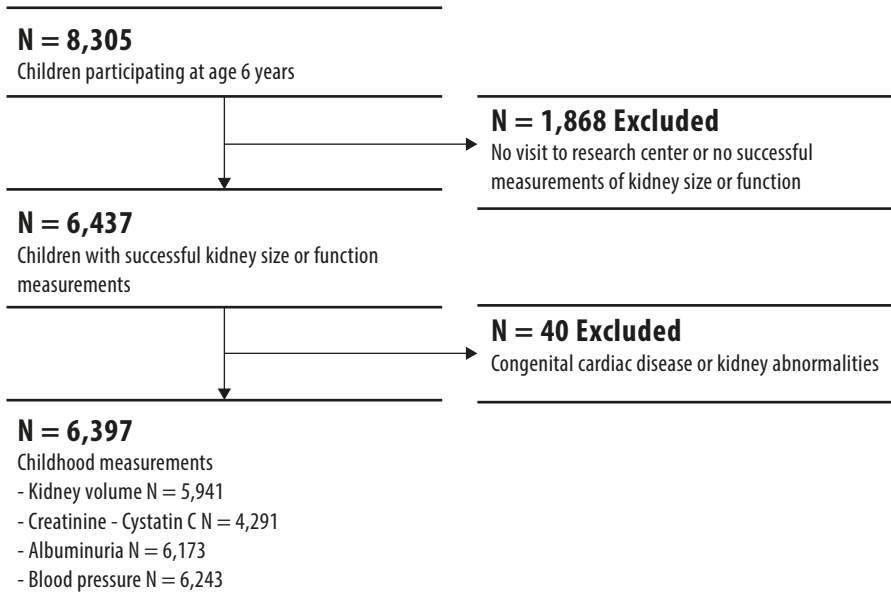 N = 8,305
Children participating at age 6 years
N = 1,868 Excluded
No visit to research center or no successful
measurements of kidney size or function
N = 6,437
Children with successful kidney size or function
measurements
N = 40 Excluded
Congenital cardiac disease or kidney abnormalities
N = 6,397
Childhood measurements
- Kidney volume N = 5,941
- Creatinine - Cystatin C N = 4,291
- Albuminuria N = 6,173
- Blood pressure N = 6,243